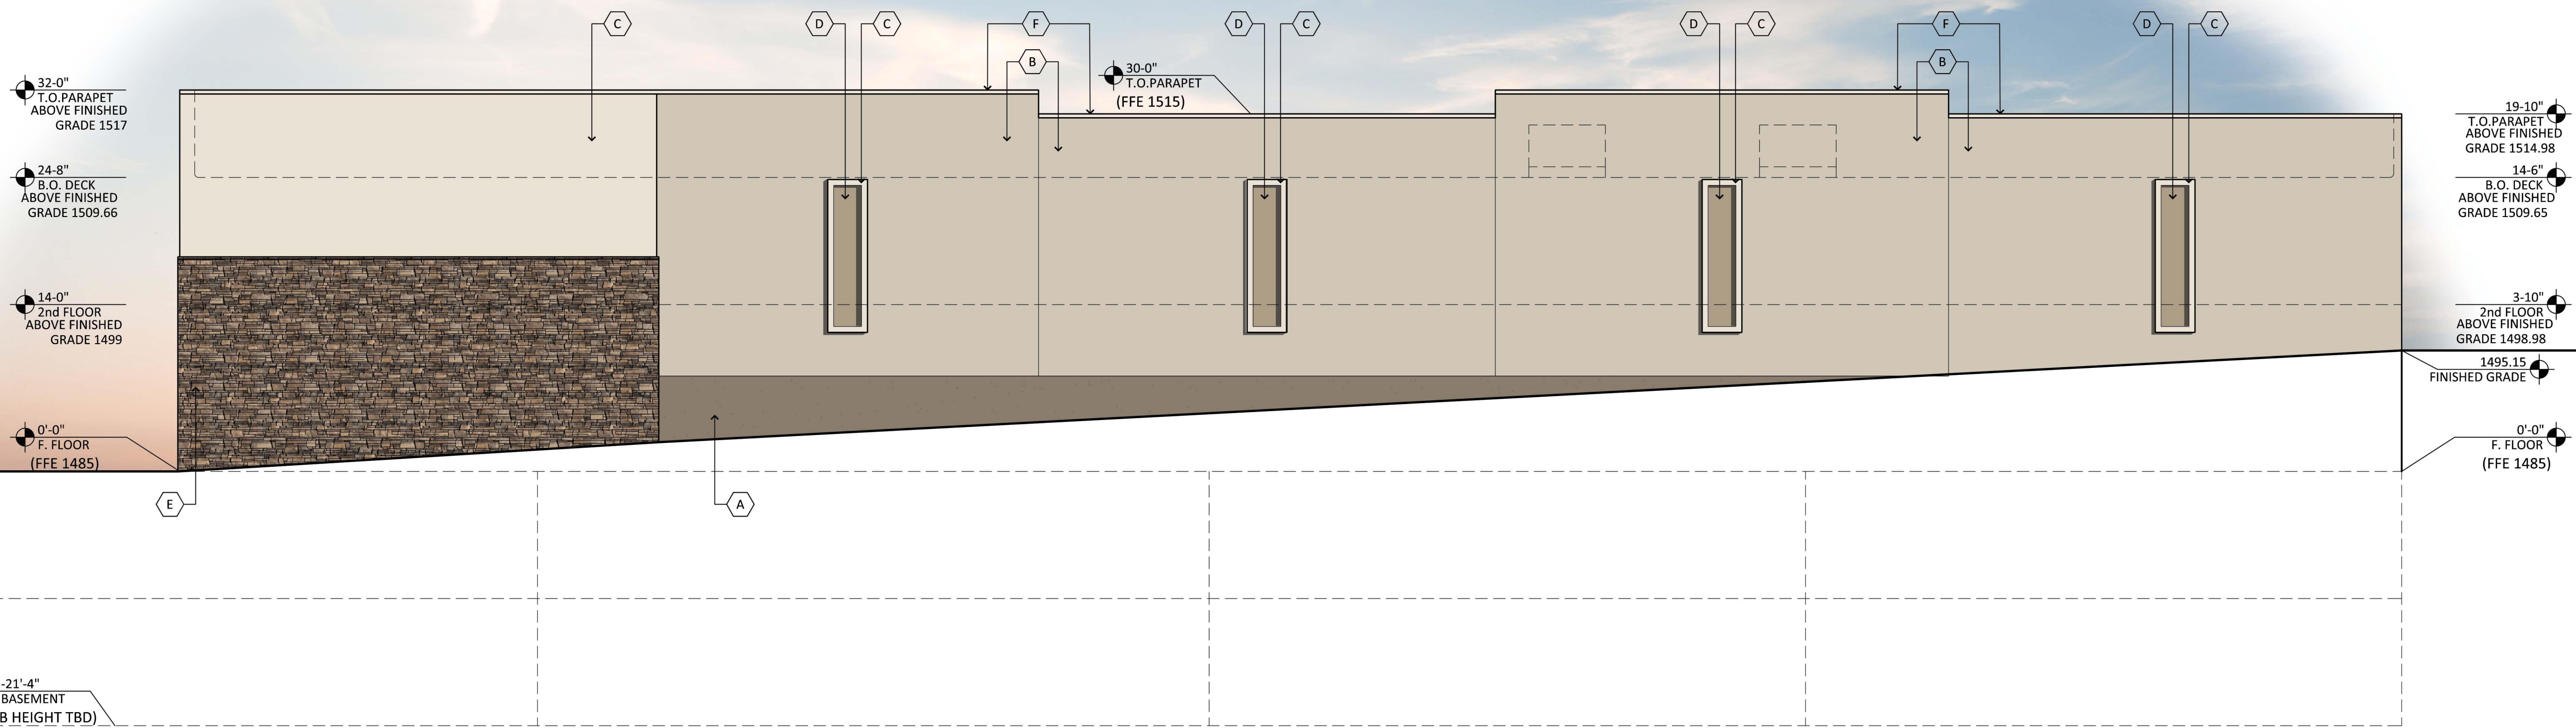 C
D
C
F
D
C
D
C
F
D
C
B
B
32-0"
T.O.PARAPET
ABOVE FINISHED
GRADE 1517
30-0"
T.O.PARAPET
(FFE 1515)
19-10"
T.O.PARAPET
ABOVE FINISHED
GRADE 1514.98
24-8"
B.O. DECK
ABOVE FINISHED
GRADE 1509.66
14-6"
B.O. DECK
ABOVE FINISHED
GRADE 1509.65
14-0"
2nd FLOOR
ABOVE FINISHED
GRADE 1499
3-10"
2nd FLOOR
ABOVE FINISHED
GRADE 1498.98
1495.15
FINISHED GRADE
0'-0"
F. FLOOR
(FFE 1485)
0'-0"
F. FLOOR
(FFE 1485)
E
A
-21'-4"
BASEMENT
B HEIGHT TBD)